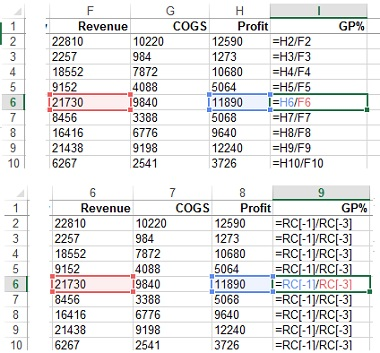 F G H I
1 Revenue COGS Profit GP%
2 22810 10220 12590 =H2/F2
3 2257 984 1273 =H3/F3
4 18552 7872 10680 =H4/F4
5 9152 4088 5064 =H5/F5
6 21730 9840 11890 =H6/F6
7 8456 3388 5068 =H7/F7
8 16416 6776 9640 =H8/F8
9 21438 9198 12240 =H9/F9
10 6267 2541 3726 =H10/F10
6 7 8 9
1 Revenue COGS Profit GP%
2 22810 10220 12590 =RC[-1]/RC[-3]
3 2257 984 1273 =RC[-1]/RC[-3]
4 18552 7872 10680 =RC[-1]/RC[-3]
5 9152 4088 5064 =RC[-1]/RC[-3]
6 21730 9840 11890 =RC[-1]/RC[-3]
7 8456 3388 5068 =RC[-1]/RC[-3]
8 16416 6776 9640 =RC[-1]/RC[-3]
9 21438 9198 12240 =RC[-1]/RC[-3]
10 6267 2541 3726 =RC[-1]/RC[-3]